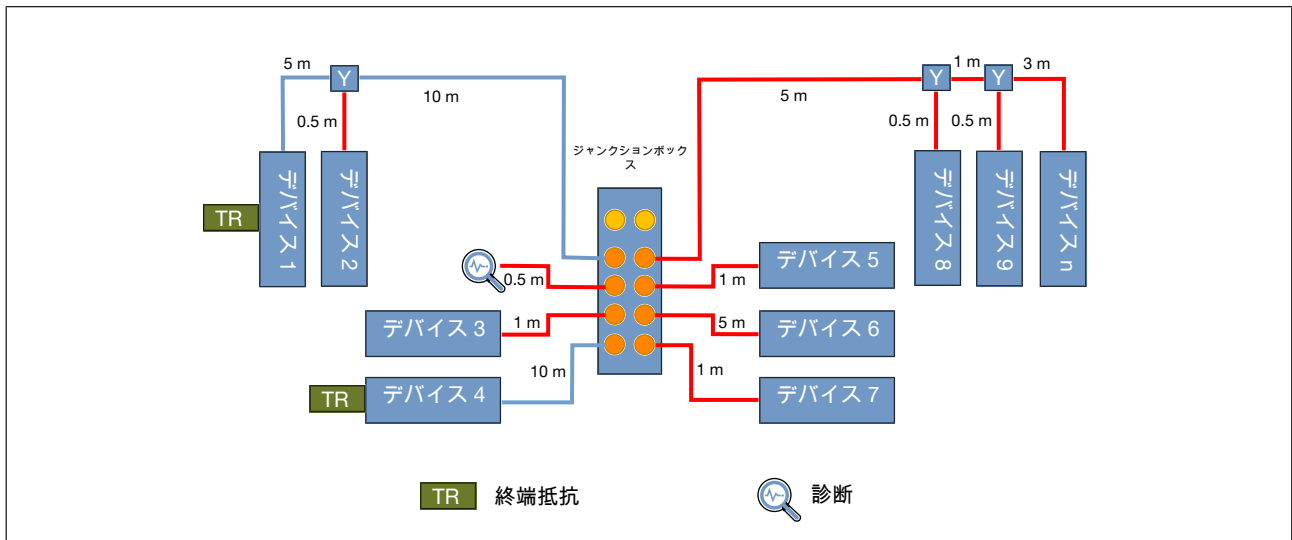 5 m
Y
10 m
0.5 m
デバイス 1
デバイス 2
TR
ジャンクションボック
ス
5 m
Y
1 m
Y
3 m
0.5 m
0.5 m
デバイス 8
デバイス 9
デバイス n
0.5 m
デバイス 5
1 m
デバイス 3
1 m
デバイス 6
5 m
TR
デバイス 4
10 m
デバイス 7
1 m
TR
終端抵抗
診断